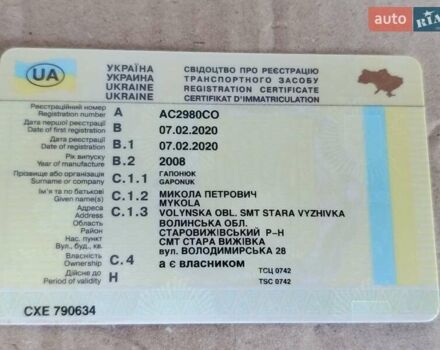 auto RIA
UA
УКРАЇНА СВІДОЦТВО ПРО РЕЄСТРАЦІЮ
УКРАИНА ТРАНСПОРТНОГО ЗАСОБУ
UKRAINE REGISTRATION CERTIFICATE
UKRAINE CERTIFICAT D'IMMATRICULATION
Реєстраційний номер
Registration number A AC2980CO
Дата першої реєстрації
Date of first registration B 07.02.2020
Дата реєстрації
Date of registration B.1 07.02.2020
Рік випуску
Year of manufacture B.2 2008
Прізвище або організація ГАПОНЮК
Surname or company C.1.1 GAPONUK
Ім'я та по батькові C.1.2 МИКОЛА ПЕТРОВИЧ
Given name(s) MYKOLA
Адреса C.1.3 VOLYNSKA OBL. SMT STARA VYZHIVKA
Address
Область ВОЛИНСЬКА ОБЛ.
Район СТАРОВИЖІВСЬКИЙ Р-Н
Нас. пункт СМТ СТАРА ВИЖІВКА
Вул., буд., кв. вул. ВОЛОДИМИРСЬКА 28
Власність
Ownership C.4 а є власником
Дійсне до ТСЦ 0742
Period of validity H TSC 0742
CXE 790634